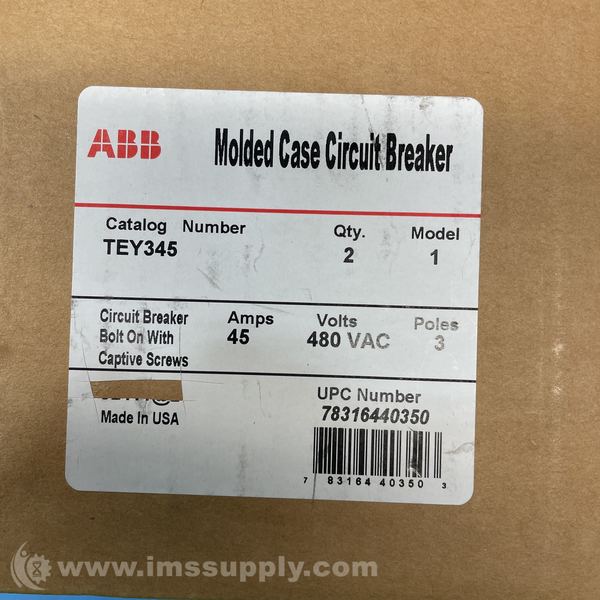 ABB
Molded Case Circuit Breaker
Catalog Number
TEY345
Qty.
2
Model
1
Circuit Breaker
Bolt On With
Captive Screws
Amps
45
Volts
480 VAC
Poles
3
Made In USA
UPC Number
78316440350
7 83164 40350 3
www.imssupply.com